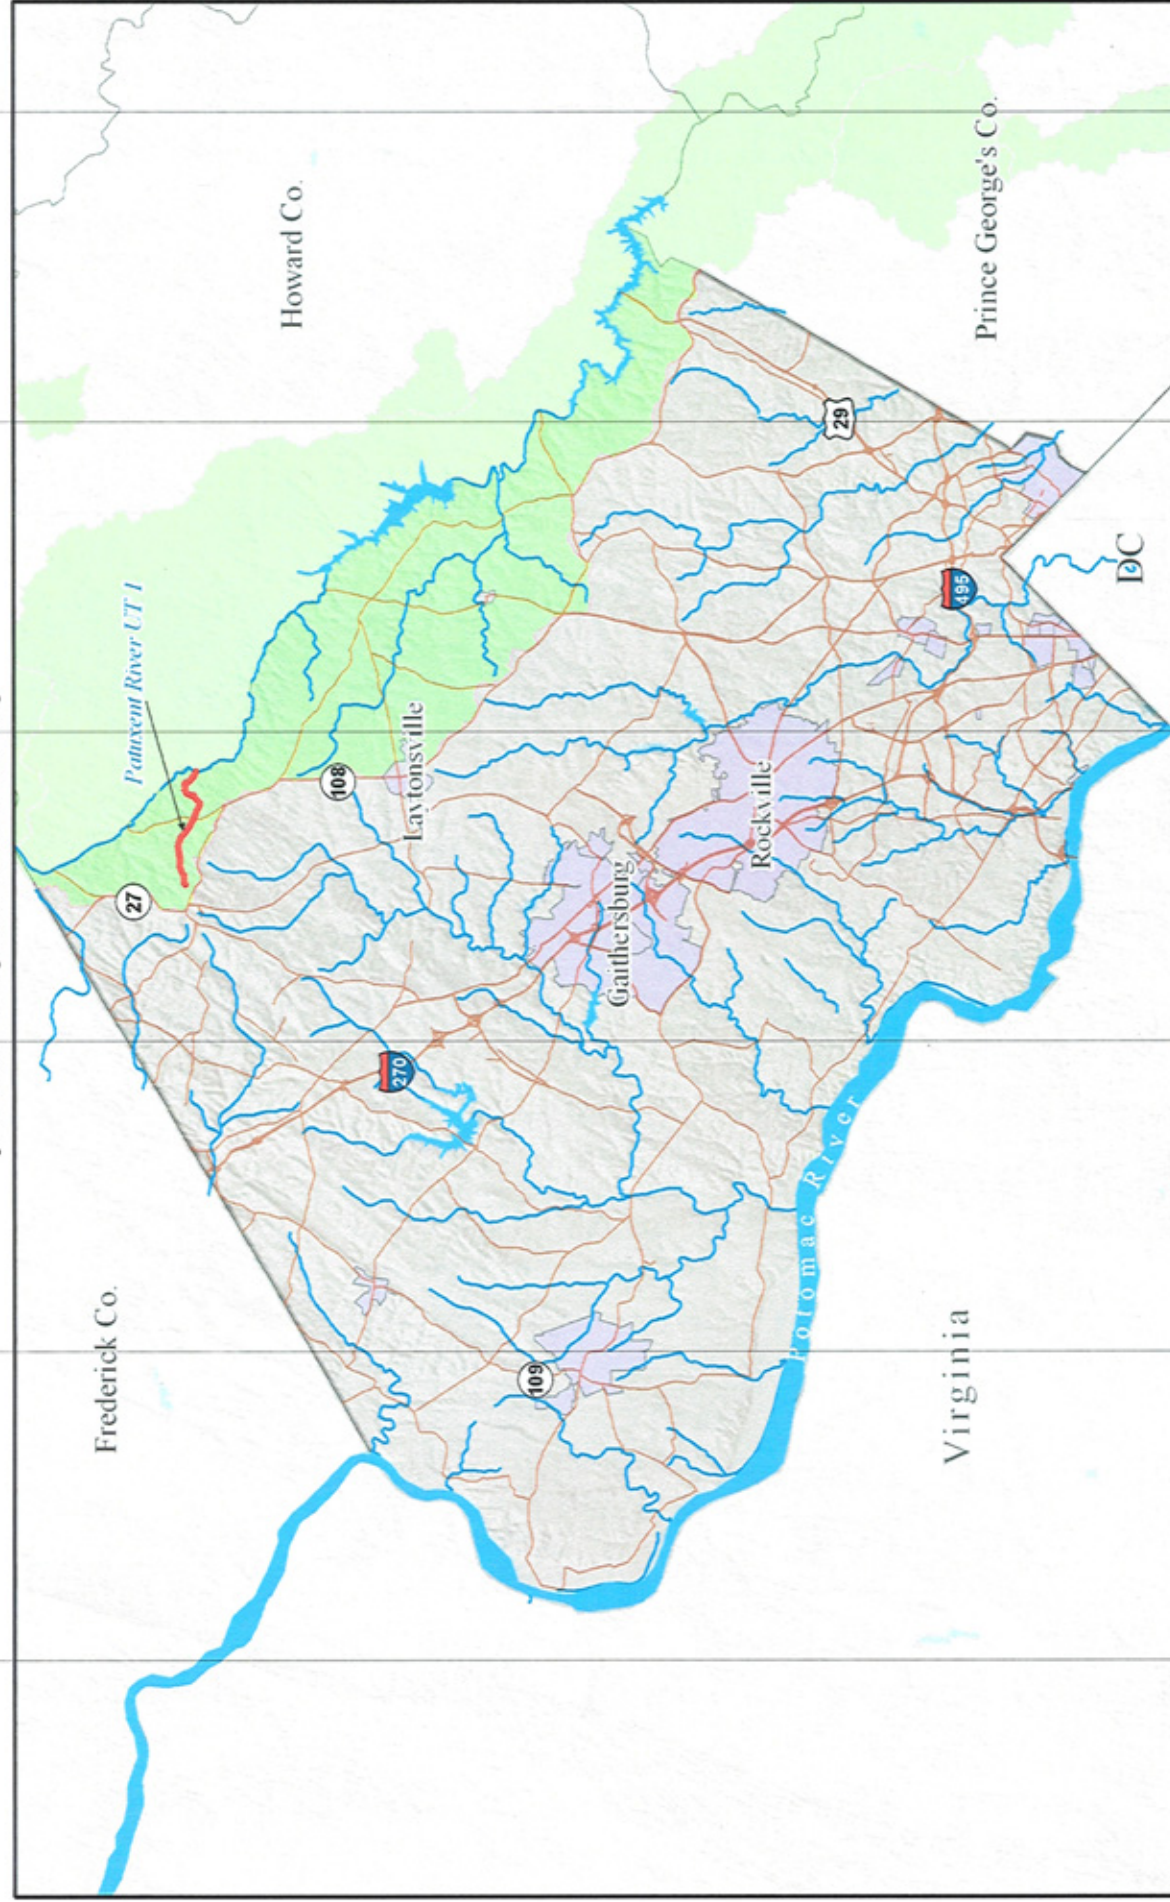 Frederick Co.
Howard Co.
Patuxent River UT 1
27
108
Laytonsville
270
Gaithersburg
Rockville
109
29
495
Prince George's Co.
DC
Potomac River
Virginia